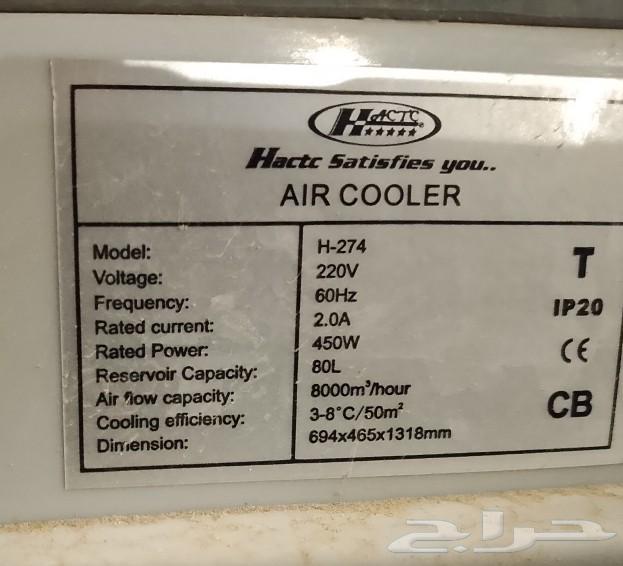 HACTC
Hactc Satisfies you..
AIR COOLER
Model: H-274
Voltage: 220V
Frequency: 60Hz
Rated current: 2.0A
Rated Power: 450W
Reservoir Capacity: 80L
Air flow capacity: 8000m³/hour
Cooling efficiency: 3-8°C/50m²
Dimension: 694x465x1318mm
T
IP20
CE
CB
حراج